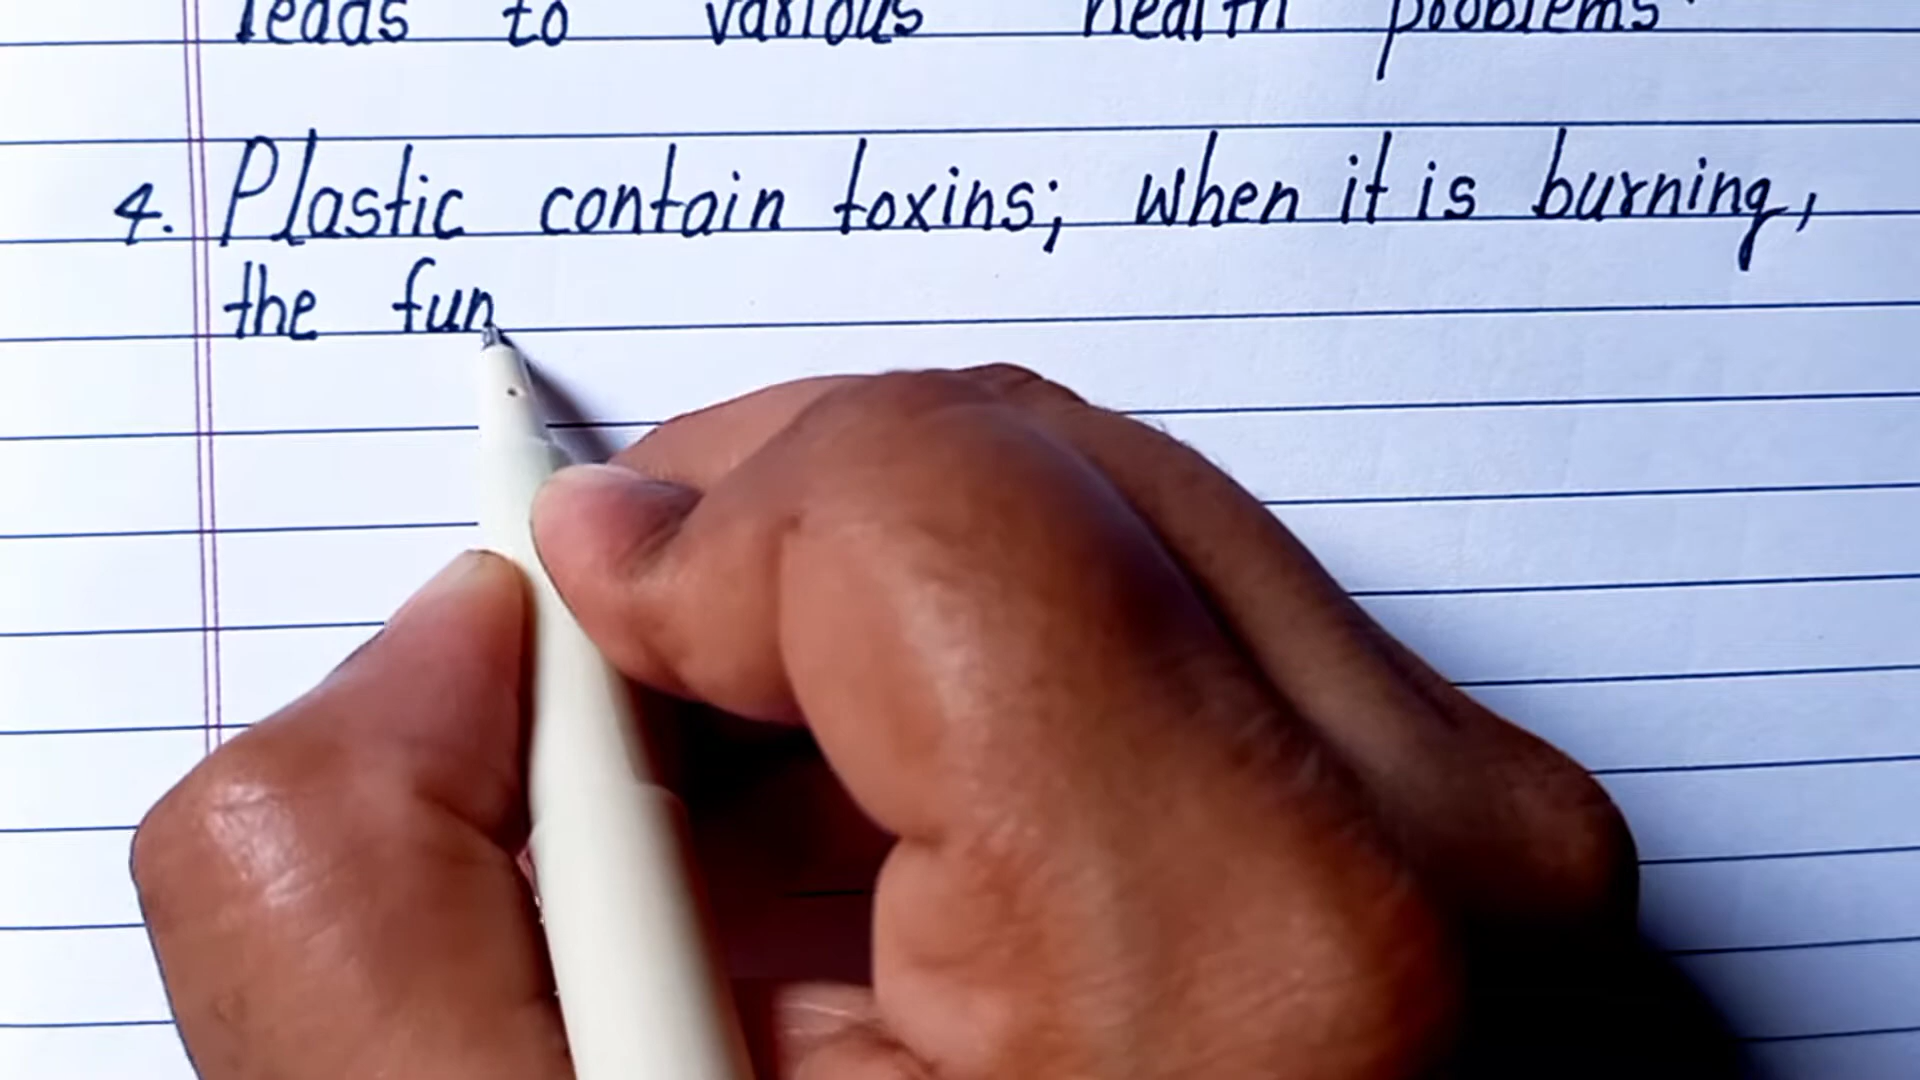 leads to various health problems.
4. Plastic contain toxins; when it is burning,
the fun